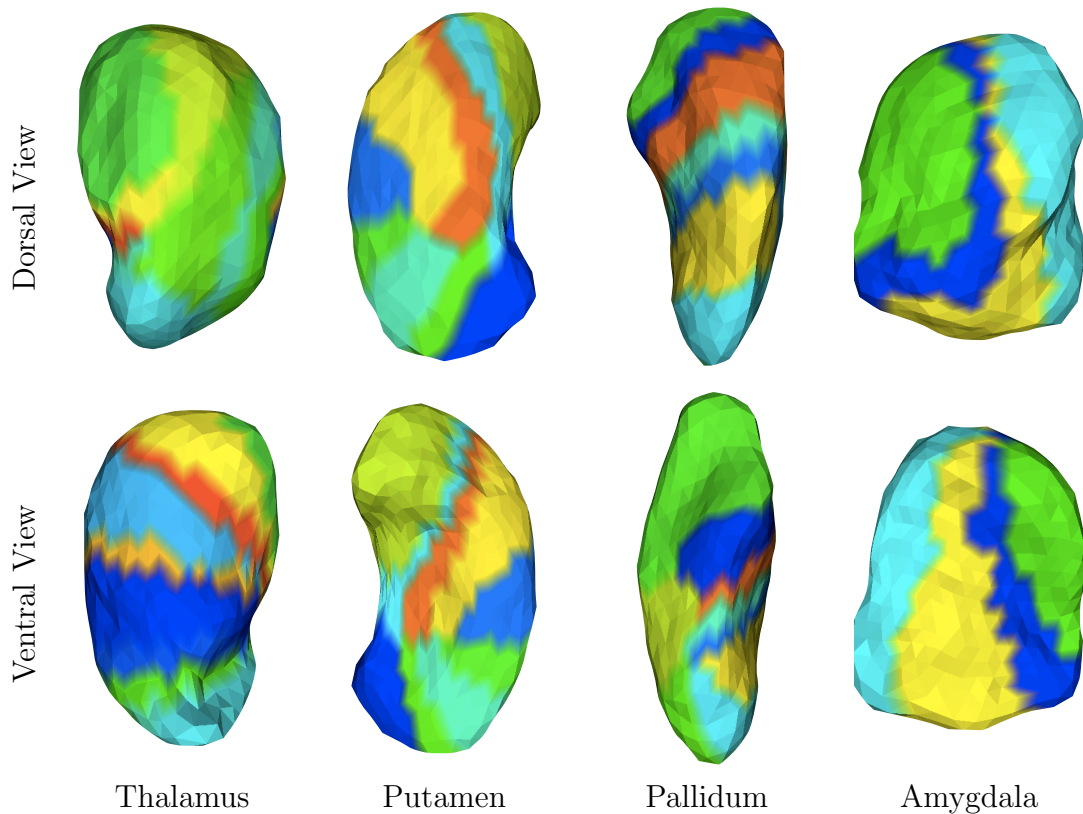 Dorsal View
Ventral View
Thalamus
Putamen
Pallidum
Amygdala